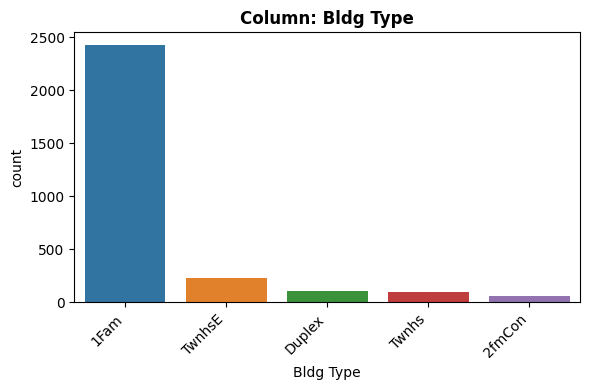 Column: Bldg Type
2500
2000
1500
1000
500
0
count
1Fam
TwnhsE
Duplex
Twnhs
2fmCon
Bldg Type